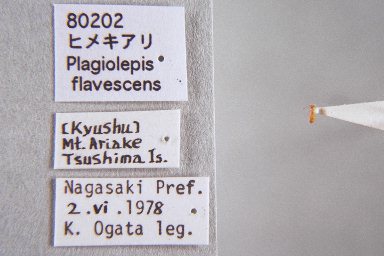 80202
ヒメキアリ
Plagiolepis
flavescens
[Kyushu]
Mt. Ariake
Tsushima Is.
Nagasaki Pref.
2.vi.1978
K. Ogata leg.